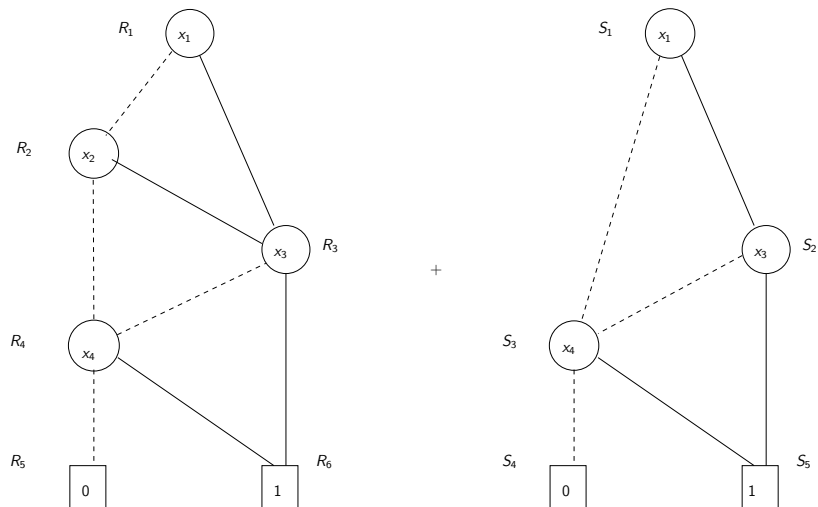 R1 x1 S1 x1
R2 x2
x3 R3 x3 S2
+
R4 x4 S3 x4
R5 R6 S4 S5
0 1 0 1